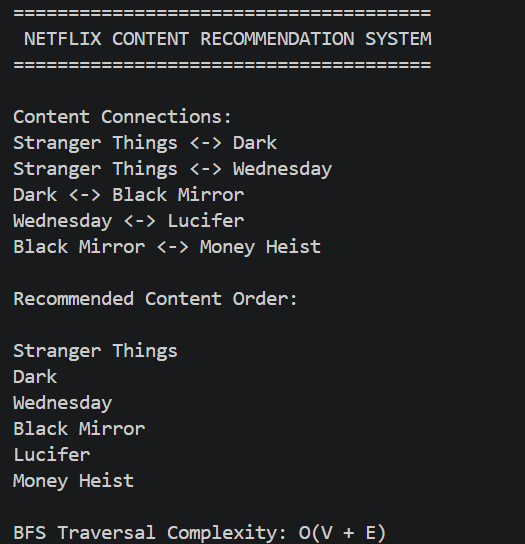 ======================================
NETFLIX CONTENT RECOMMENDATION SYSTEM
======================================
Content Connections:
Stranger Things <-> Dark
Stranger Things <-> Wednesday
Dark <-> Black Mirror
Wednesday <-> Lucifer
Black Mirror <-> Money Heist
Recommended Content Order:
Stranger Things
Dark
Wednesday
Black Mirror
Lucifer
Money Heist
BFS Traversal Complexity: O(V + E)